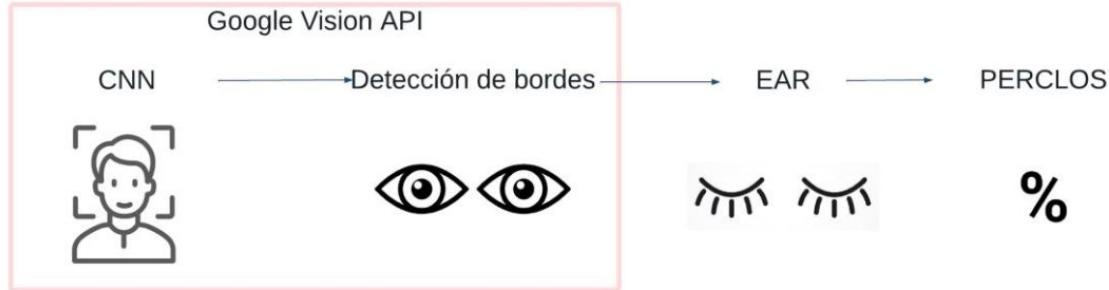 Google Vision API
CNN
Detección de bordes
EAR
PERCLOS
%